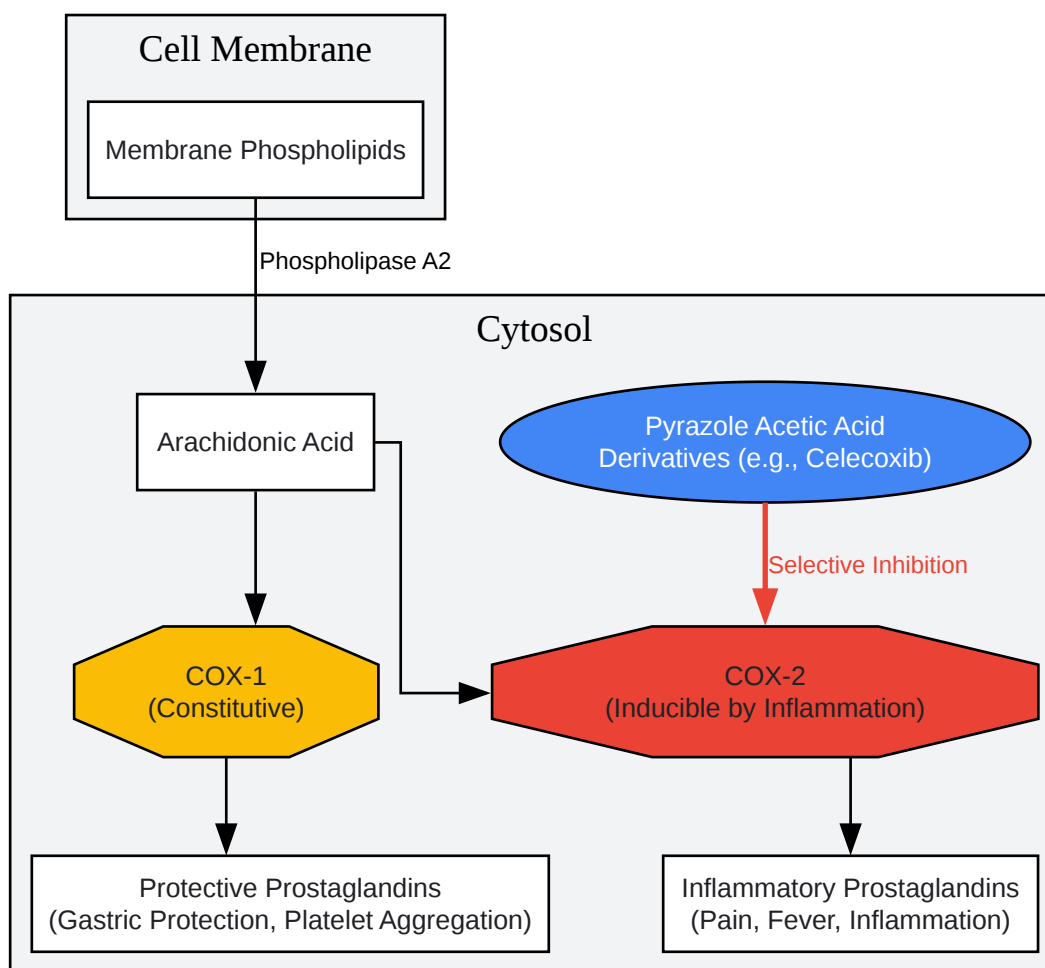 Cell Membrane
Membrane Phospholipids
Phospholipase A2
Cytosol
Arachidonic Acid
Pyrazole Acetic Acid
Derivatives (e.g., Celecoxib)
Selective Inhibition
COX-1
(Constitutive)
COX-2
(Inducible by Inflammation)
Protective Prostaglandins
(Gastric Protection, Platelet Aggregation)
Inflammatory Prostaglandins
(Pain, Fever, Inflammation)